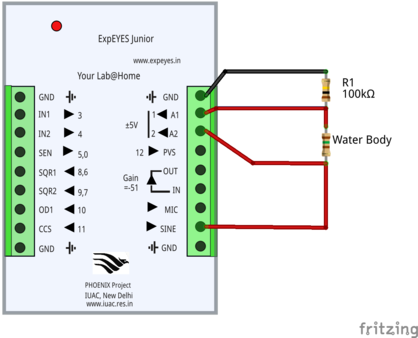 ExpEYES Junior
www.expeyes.in
Your Lab@Home
GND
IN1 3
IN2 4
SEN 5,0
SQR1 8,6
SQR2 9,7
OD1 10
CCS 11
GND
GND
±5V
1 A1
2 A2
12 PVS
Gain
=-51
OUT
IN
MIC
SINE
GND
PHOENIX Project
IUAC, New Delhi
www.iuac.res.in
R1
100kΩ
Water Body
fritzing